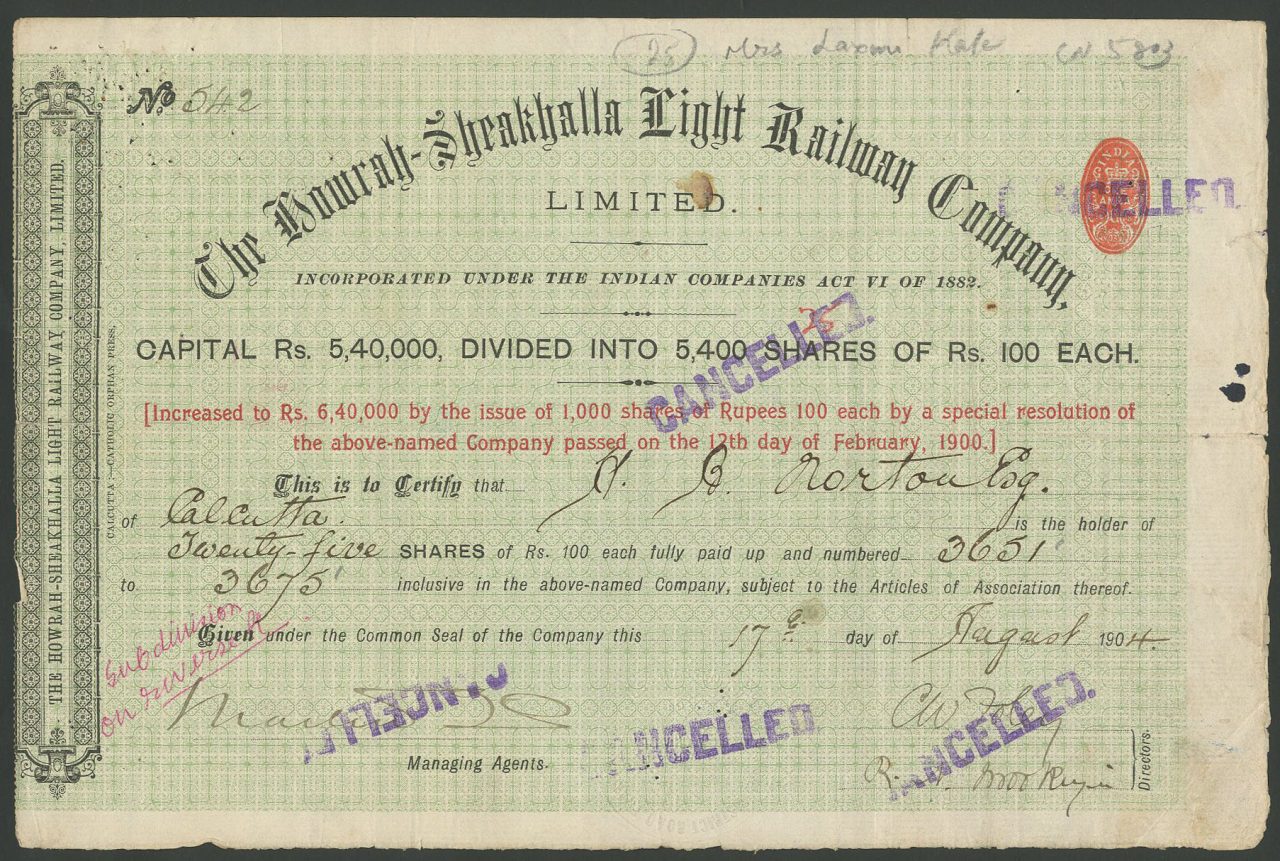 25 Mrs Laxmi CN 5803
No. 542
The Howrah-Sheakhalla Light Railway Company,
LIMITED.
INDIA
CANCELLED.
INCORPORATED UNDER THE INDIAN COMPANIES ACT VI OF 1882.
CANCELLED.
25
CAPITAL Rs. 5,40,000, DIVIDED INTO 5,400 SHARES OF Rs. 100 EACH.
[Increased to Rs. 6,40,000 by the issue of 1,000 shares of Rupees 100 each by a special resolution of
the above-named Company passed on the 12th day of February, 1900.]
This is to Certify that H. B. Norton Esq.
of Calcutta. is the holder of
Twenty-five SHARES of Rs. 100 each fully paid up and numbered 3651
to 3675 inclusive in the above-named Company, subject to the Articles of Association thereof.
Given under the Common Seal of the Company this 17th day of August 1904.
Subdivision
on reverse
CANCELLED
CANCELLED.
CANCELLED.
Managing Agents.
Directors.
THE HOWRAH-SHEAKHALLA LIGHT RAILWAY COMPANY, LIMITED.
CALCUTTA—CATHOLIC ORPHAN PRESS.